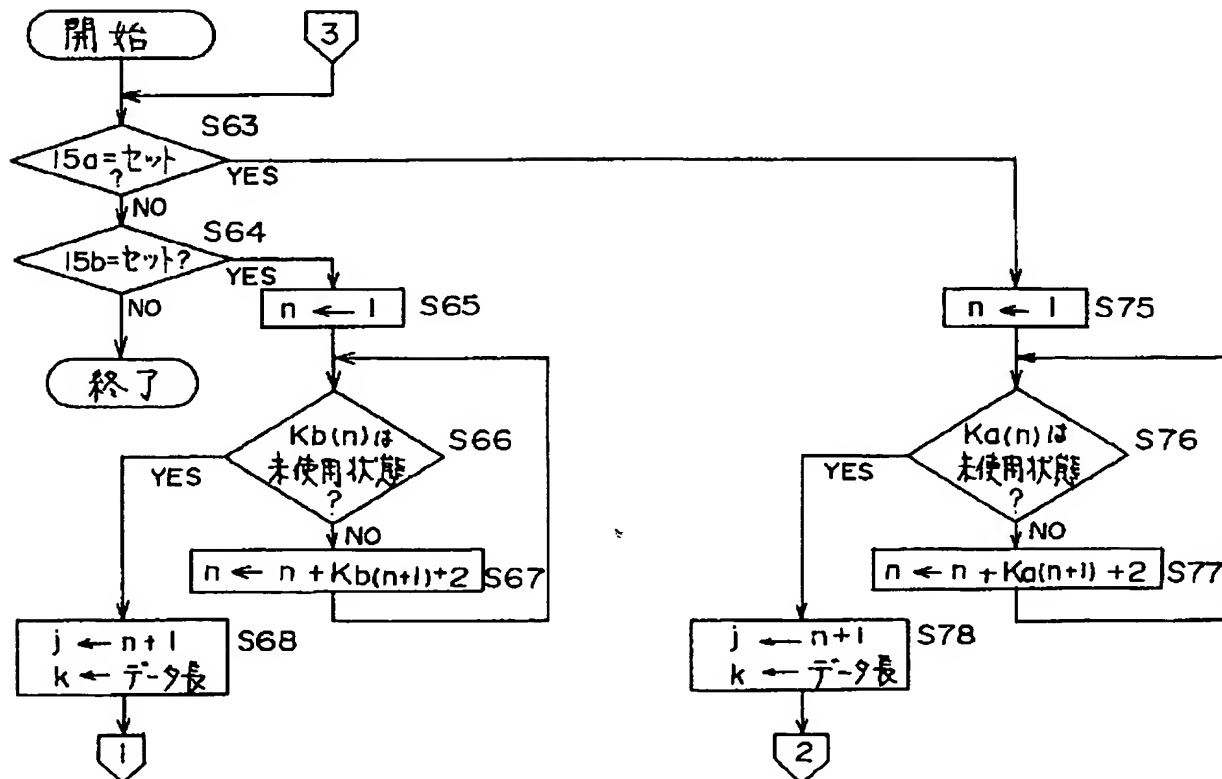 開始
3
S63
15a=セット
?
YES
NO
S64
15b=セット?
YES
NO
終了
n ← 1
S65
Kb(n)は
未使用状態
?
S66
YES
NO
n ← n + Kb(n+1)+2
S67
j ← n+1
k ← データ長
S68
1
n ← 1
S75
Ka(n)は
未使用状態
?
S76
YES
NO
n ← n + Ka(n+1) +2
S77
j ← n+1
k ← データ長
S78
2